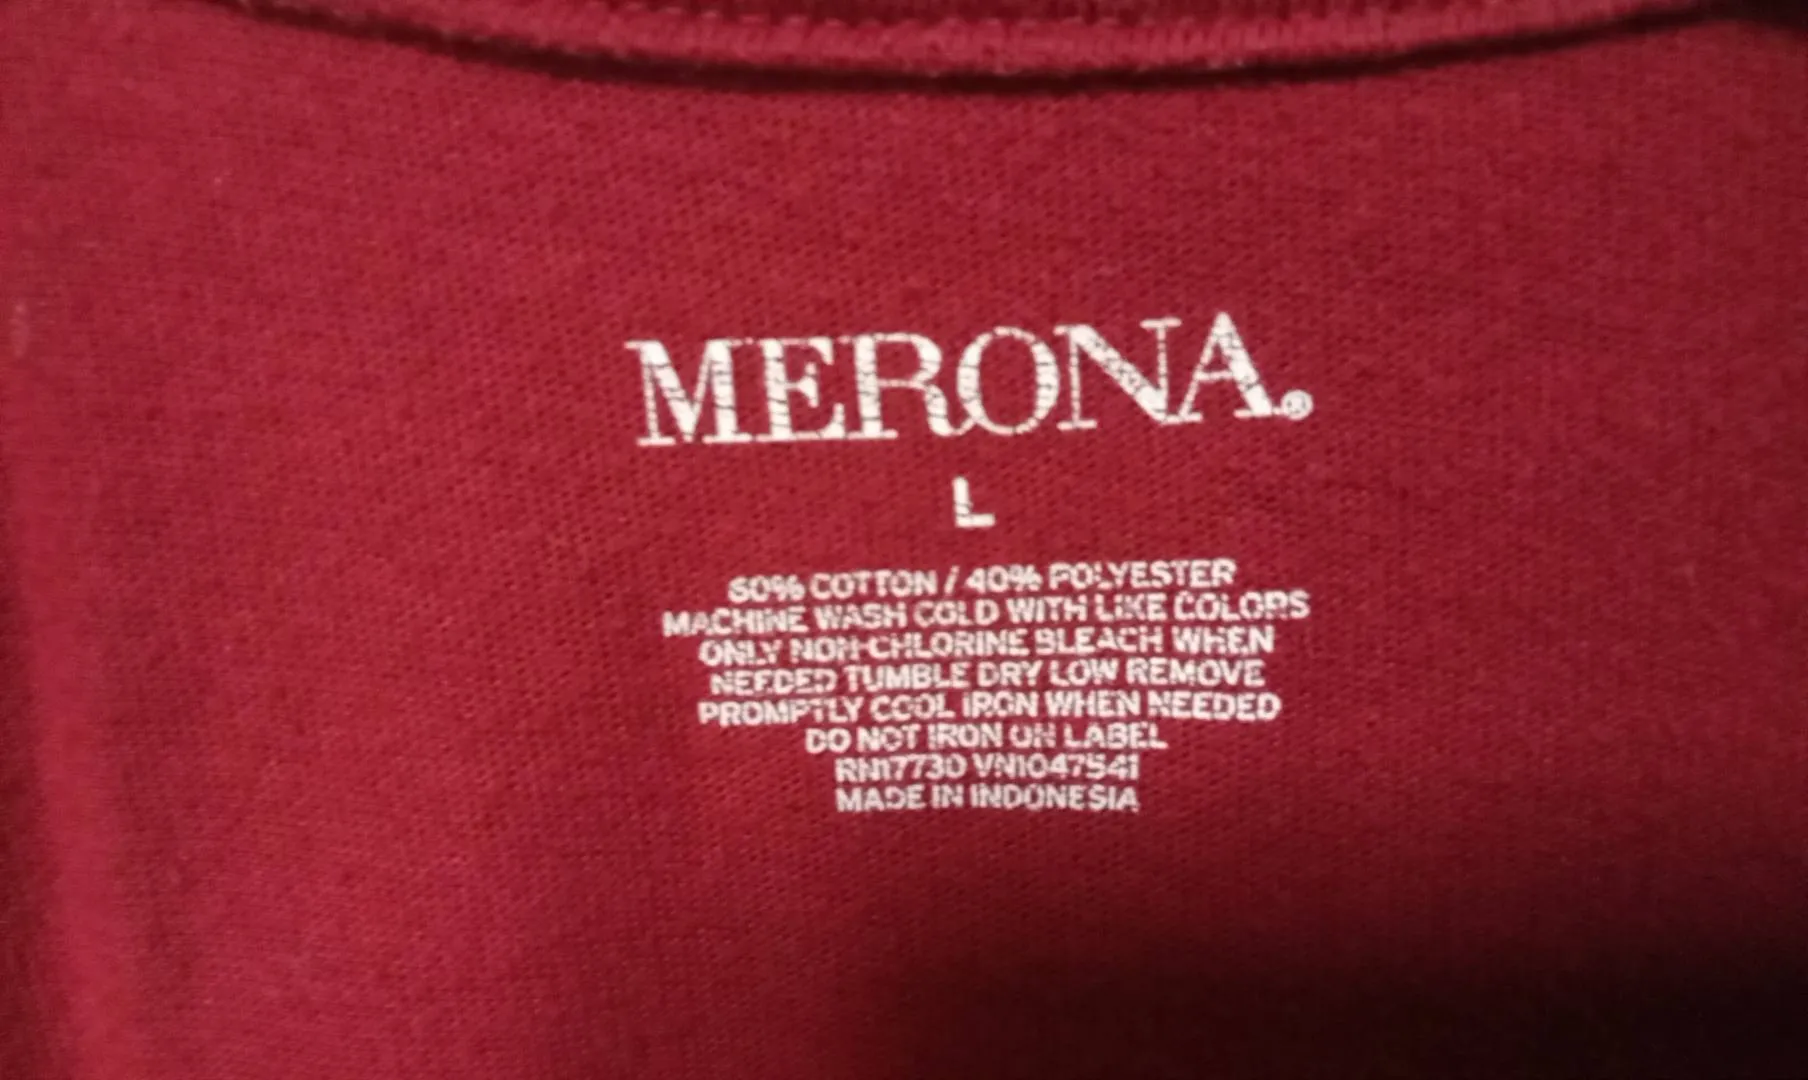 MERONA®
L
60% COTTON / 40% POLYESTER
MACHINE WASH COLD WITH LIKE COLORS
ONLY NON-CHLORINE BLEACH WHEN
NEEDED TUMBLE DRY LOW REMOVE
PROMPTLY COOL IRON WHEN NEEDED
DO NOT IRON ON LABEL
RN17730 VN1047541
MADE IN INDONESIA